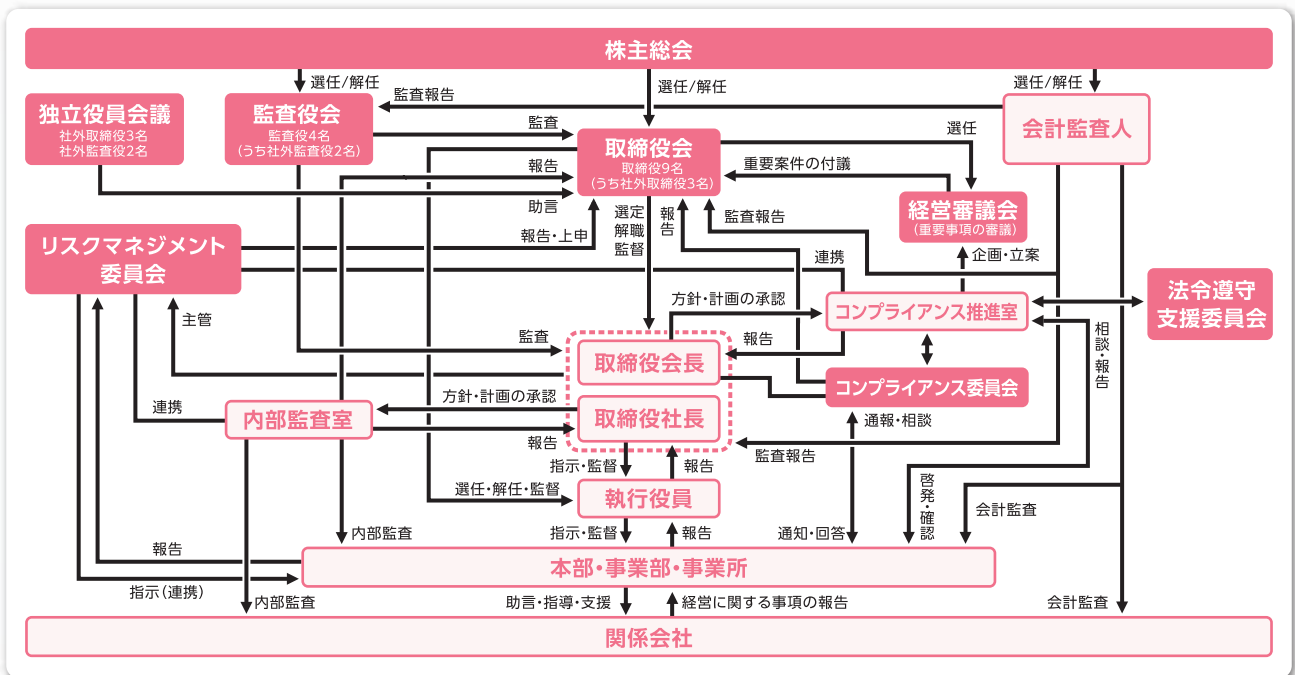 株主総会
選任/解任
選任/解任
選任/解任
独立役員会議
社外取締役3名
社外監査役2名
監査役会
監査役4名
(うち社外監査役2名)
監査報告
会計監査人
監査
取締役会
取締役9名
(うち社外取締役3名)
選任
報告
重要案件の付議
助言
経営審議会
(重要事項の審議)
選定
解職
監督
報告
監査報告
リスクマネジメント
委員会
報告・上申
連携
企画・立案
法令遵守
支援委員会
主管
方針・計画の承認
コンプライアンス推進室
監査
報告
相談・報告
取締役会長
コンプライアンス委員会
連携
方針・計画の承認
取締役社長
内部監査室
通報・相談
報告
監査報告
指示・監督
報告
選任・解任・監督
執行役員
啓発・確認
会計監査
内部監査
指示・監督
報告
通知・回答
報告
本部・事業部・事業所
指示(連携)
内部監査
助言・指導・支援
経営に関する事項の報告
会計監査
関係会社